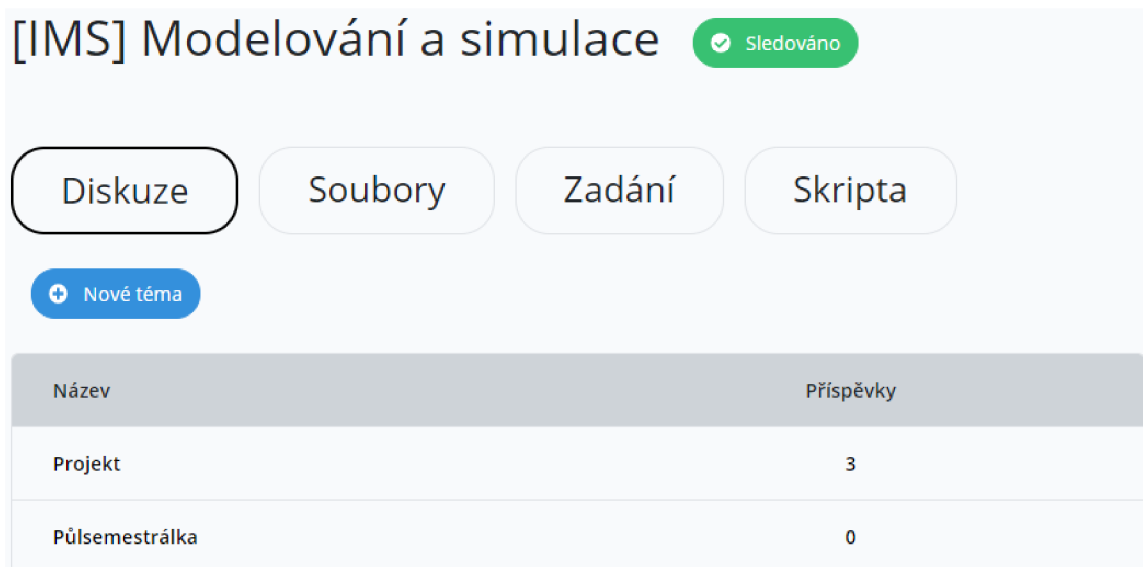 [IMS] Modelování a simulace Sledováno
Diskuze Soubory Zadání Skripta
Nové téma
Název Příspěvky
Projekt 3
Půlsemestrálka 0